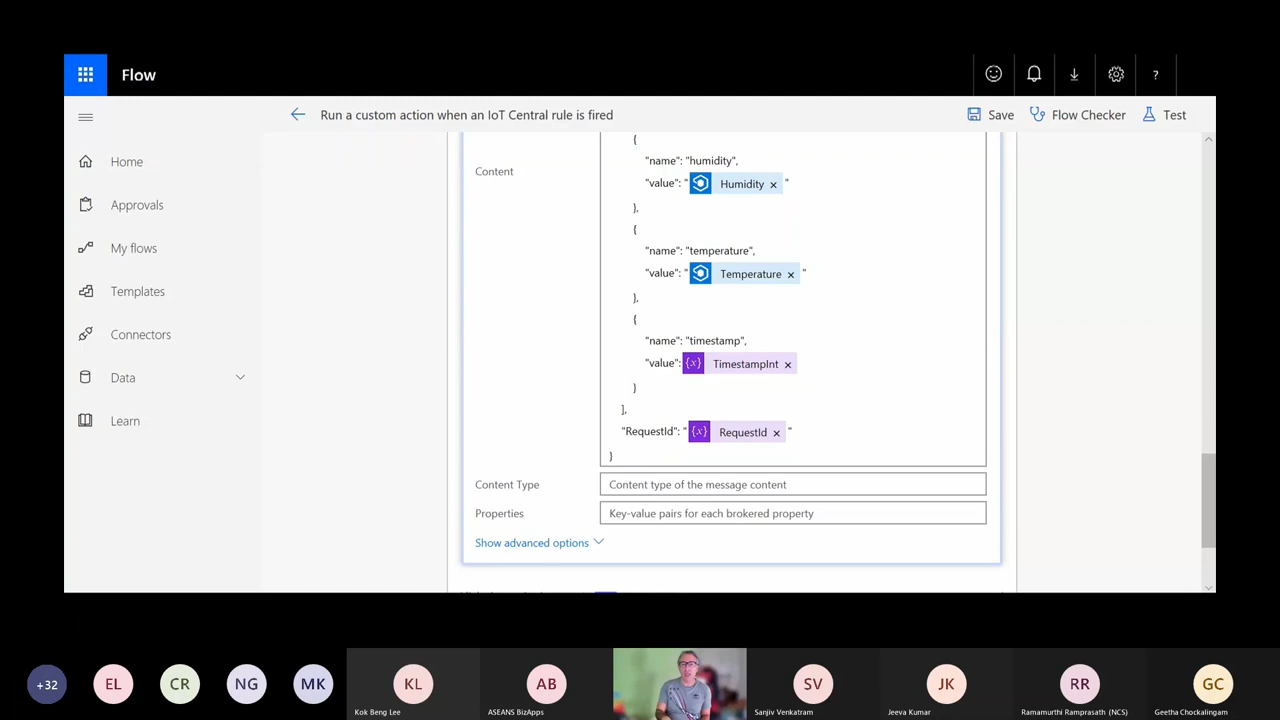 Flow
?
Run a custom action when an IoT Central rule is fired
Save
Flow Checker
Test
Home
Approvals
My flows
Templates
Connectors
Data
Learn
Content
{
"name": "humidity",
"value": " Humidity × "
},
{
"name": "temperature",
"value": " Temperature × "
},
{
"name": "timestamp",
"value": {x} TimestampInt ×
}
],
"RequestId": " {x} RequestId × "
}
Content Type
Content type of the message content
Properties
Key-value pairs for each brokered property
Show advanced options
+32
EL
CR
NG
MK
KL
Kok Beng Lee
AB
ASEANS BizApps
SV
Sanjiv Venkatram
JK
Jeeva Kumar
RR
Ramamurthi Ramprasath (NCS)
GC
Geetha Chockalingam